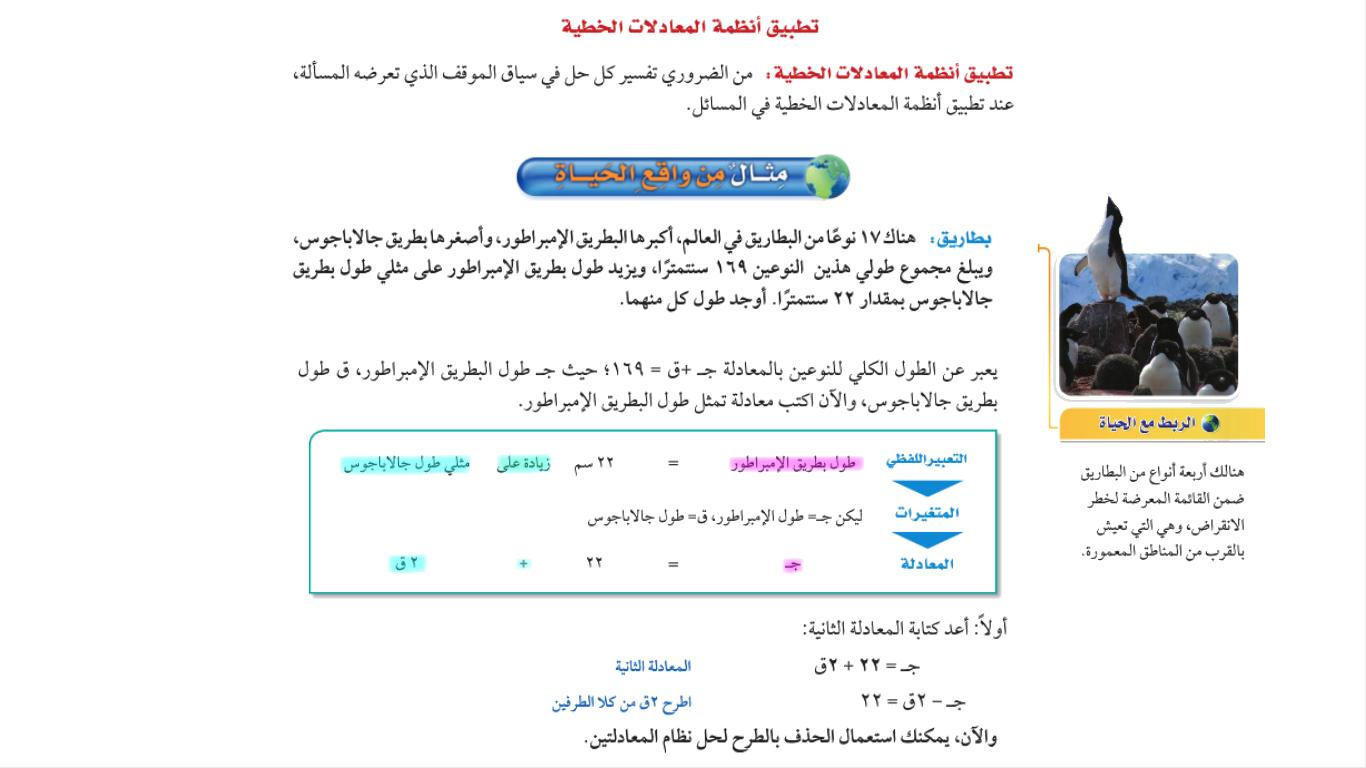 تطبيق أنظمة المعادلات الخطية
تطبيق أنظمة المعادلات الخطية: من الضروري تفسير كل حل في سياق الموقف الذي تعرضه المسألة،
عند تطبيق أنظمة المعادلات الخطية في المسائل.
مِثَــالٌ مِن واقِعِ الحَيــاةِ
بطاريق: هناك ١٧ نوعًا من البطاريق في العالم، أكبرها البطريق الإمبراطور، وأصغرها بطريق جالاباجوس،
ويبلغ مجموع طولي هذين النوعين ١٦٩ سنتمترًا، ويزيد طول بطريق الإمبراطور على مثلي طول بطريق
جالاباجوس بمقدار ٢٢ سنتمترًا. أوجد طول كل منهما.
يعبر عن الطول الكلي للنوعين بالمعادلة جـ +ق = ١٦٩؛ حيث جـ طول البطريق الإمبراطور، ق طول
بطريق جالاباجوس، والآن اكتب معادلة تمثل طول البطريق الإمبراطور.
التعبير اللفظي طول بطريق الإمبراطور = ٢٢ سم زيادة على مثلي طول جالاباجوس
المتغيرات ليكن جـ= طول الإمبراطور، ق= طول جالاباجوس
المعادلة جـ = ٢٢ + ٢ ق
أولاً: أعد كتابة المعادلة الثانية:
جـ = ٢٢ + ٢ق المعادلة الثانية
جـ – ٢ق = ٢٢ اطرح ٢ق من كلا الطرفين
والآن، يمكنك استعمال الحذف بالطرح لحل نظام المعادلتين.
الربط مع الحياة
هنالك أربعة أنواع من البطاريق
ضمن القائمة المعرضة لخطر
الانقراض، وهي التي تعيش
بالقرب من المناطق المعمورة.